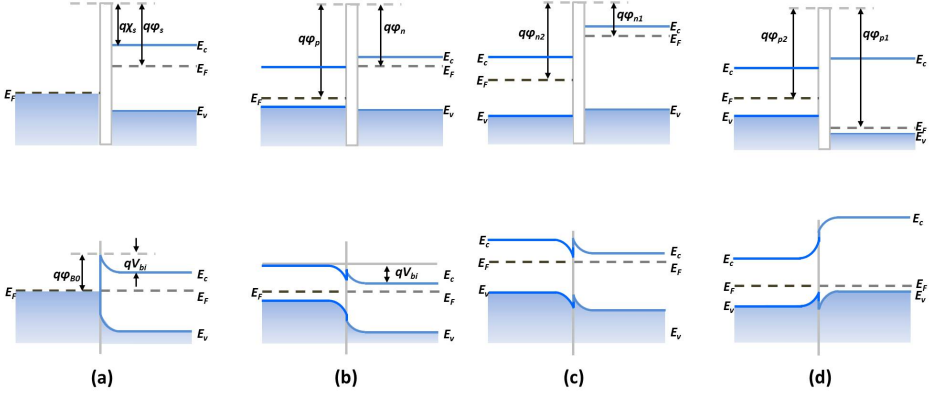 qχs qφs
Ec
EF
EF
Ev
qφp qφn
Ec
EF
EF
Ev
qφn2 qφn1
Ec
EF
Ec
EF
Ev
Ev
qφp2 qφp1
Ec
Ec
EF
Ev
EF
Ev
qφB0 qVbi
Ec
EF
EF
Ev
qVbi
Ec
EF
EF
Ev
Ec
Ec
EF
EF
Ev
Ev
Ec
Ec
EF
EF
Ev
Ev
(a) (b) (c) (d)